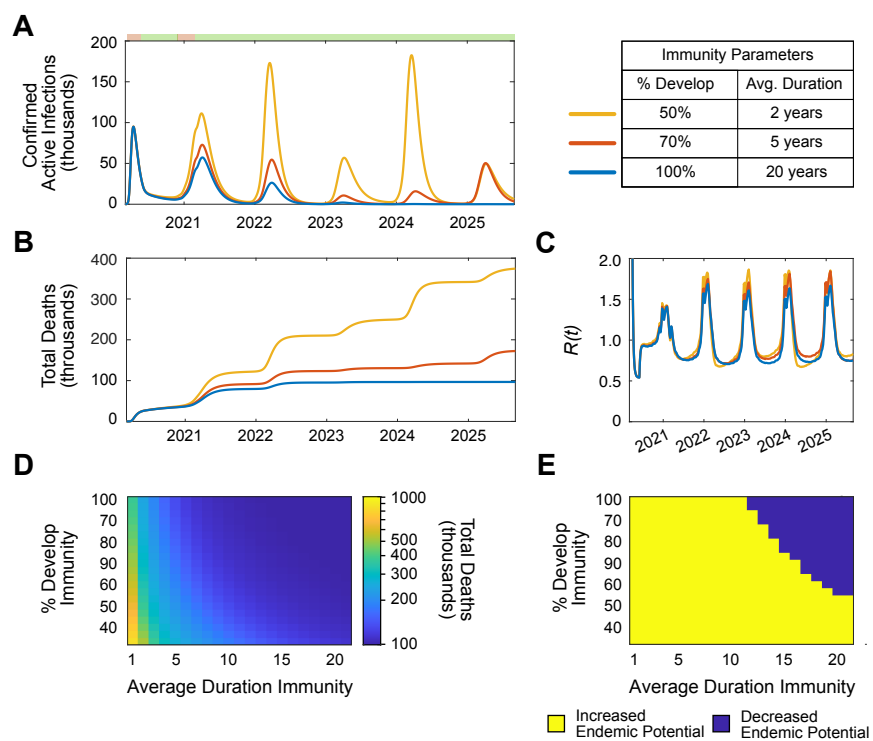 A
200
150
100
50
0
Confirmed
Active Infections
(thousands)
2021 2022 2023 2024 2025
Immunity Parameters
% Develop Avg. Duration
50% 2 years
70% 5 years
100% 20 years
B
400
300
200
100
0
Total Deaths
(throusands)
2021 2022 2023 2024 2025
C
2.0
1.5
1.0
0.5
0
R(t)
2021 2022 2023 2024 2025
D
100
70
80
70
90
60
50
40
% Develop
Immunity
1 5 10 15 20
Average Duration Immunity
1000
500
400
300
200
100
Total Deaths
(thousands)
E
100
70
80
70
90
60
50
40
% Develop
Immunity
1 5 10 15 20
Average Duration Immunity
Increased
Endemic Potential
Decreased
Endemic Potential